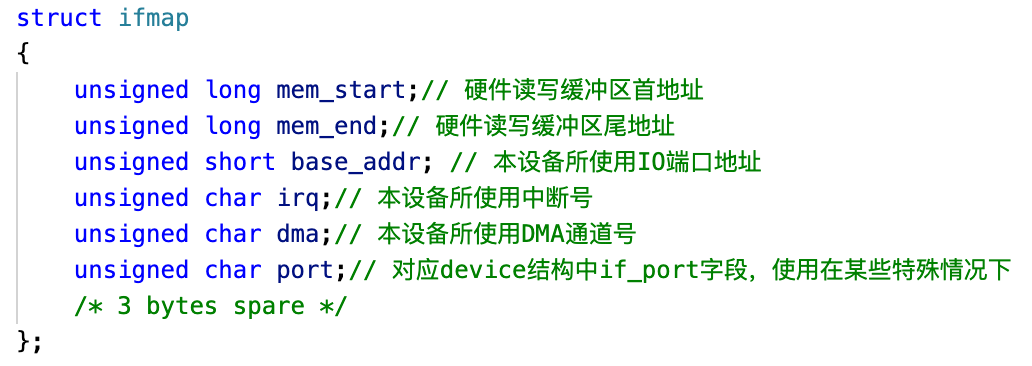 struct ifmap
{
    unsigned long mem_start;// 硬件读写缓冲区首地址
    unsigned long mem_end;// 硬件读写缓冲区尾地址
    unsigned short base_addr; // 本设备所使用IO端口地址
    unsigned char irq;// 本设备所使用中断号
    unsigned char dma;// 本设备所使用DMA通道号
    unsigned char port;// 对应device结构中if_port字段，使用在某些特殊情况下
    /* 3 bytes spare */
};